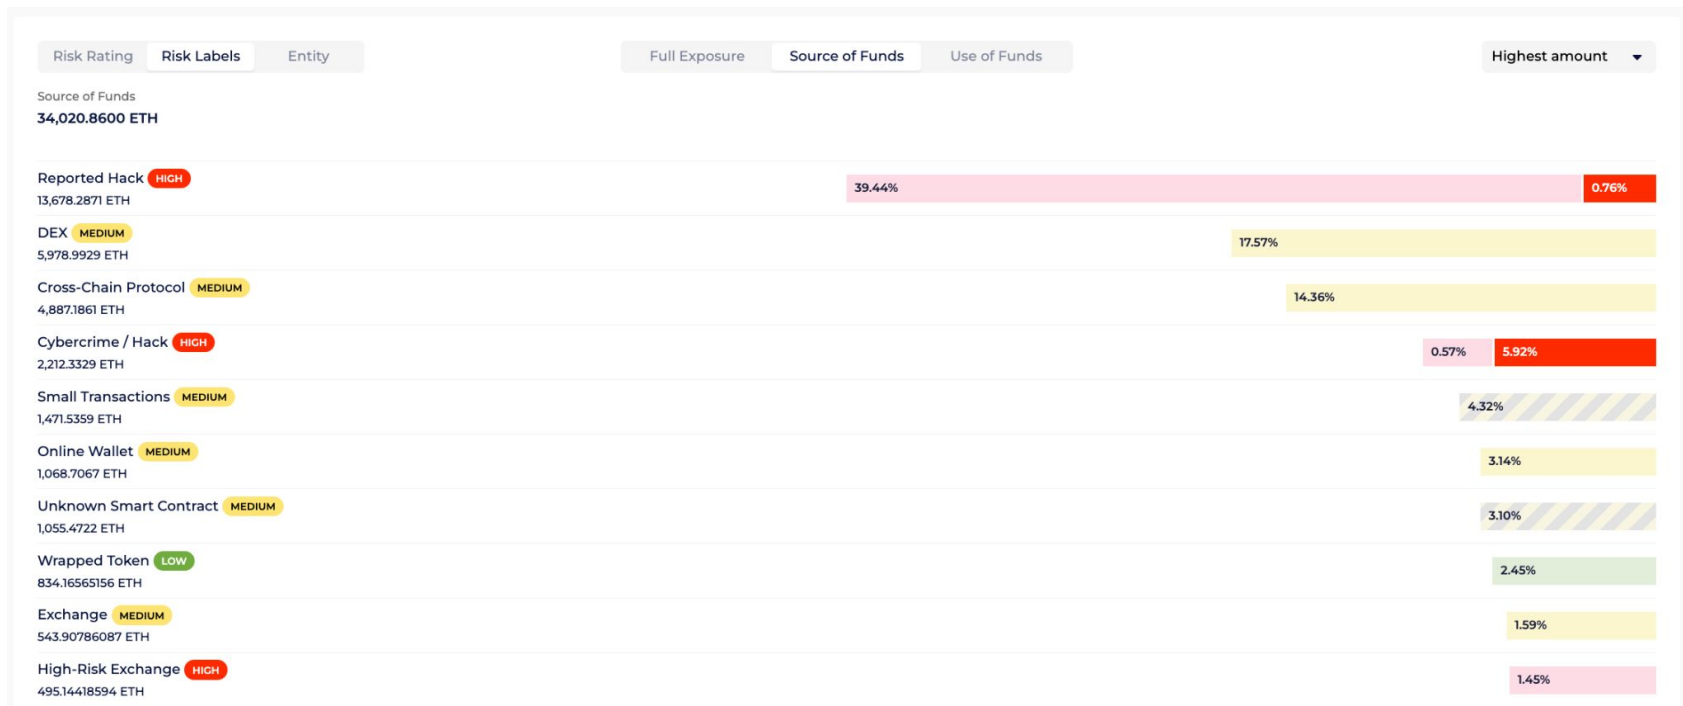 Risk Rating Risk Labels Entity Full Exposure Source of Funds Use of Funds Highest amount
Source of Funds
34,020.8600 ETH
Reported Hack HIGH
13,678.2871 ETH
39.44% 0.76%
DEX MEDIUM
5,978.9929 ETH
17.57%
Cross-Chain Protocol MEDIUM
4,887.1861 ETH
14.36%
Cybercrime / Hack HIGH
2,212.3329 ETH
0.57% 5.92%
Small Transactions MEDIUM
1,471.5359 ETH
4.32%
Online Wallet MEDIUM
1,068.7067 ETH
3.14%
Unknown Smart Contract MEDIUM
1,055.4722 ETH
3.10%
Wrapped Token LOW
834.16565156 ETH
2.45%
Exchange MEDIUM
543.90786087 ETH
1.59%
High-Risk Exchange HIGH
495.14418594 ETH
1.45%